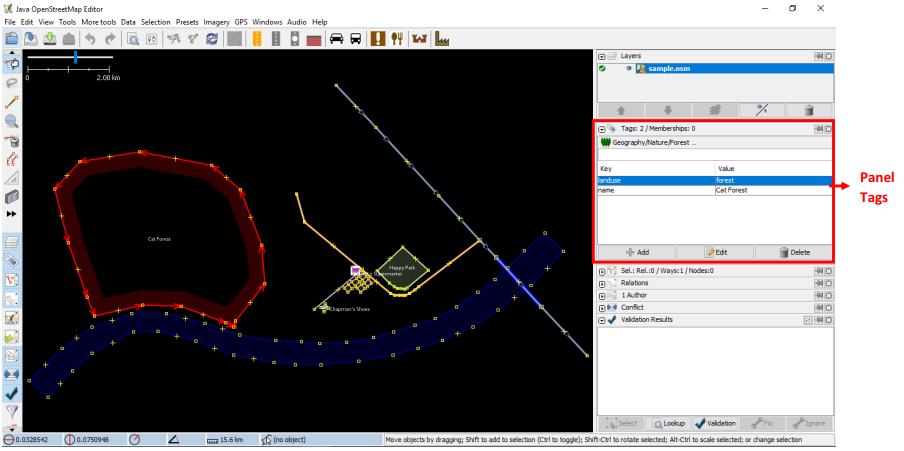 Java OpenStreetMap Editor
File Edit View Tools More tools Data Selection Presets Imagery GPS Windows Audio Help
0 2.00 km
Layers
sample.osm
Tags: 2 / Memberships: 0
Geography/Nature/Forest ...
Key Value
landuse forest
name Cat Forest
Add Edit Delete
Panel
Tags
Cat Forest
Happy Park
Supermarket
Chapman's Shoes
Sel.: Rel.:0 / Ways:1 / Nodes:0
Relations
1 Author
Conflict
Validation Results
Select Lookup Validation Fix Ignore
0.0328542 0.0750948 15.6 km (no object) Move objects by dragging; Shift to add to selection (Ctrl to toggle); Shift-Ctrl to rotate selected; Alt-Ctrl to scale selected; or change selection